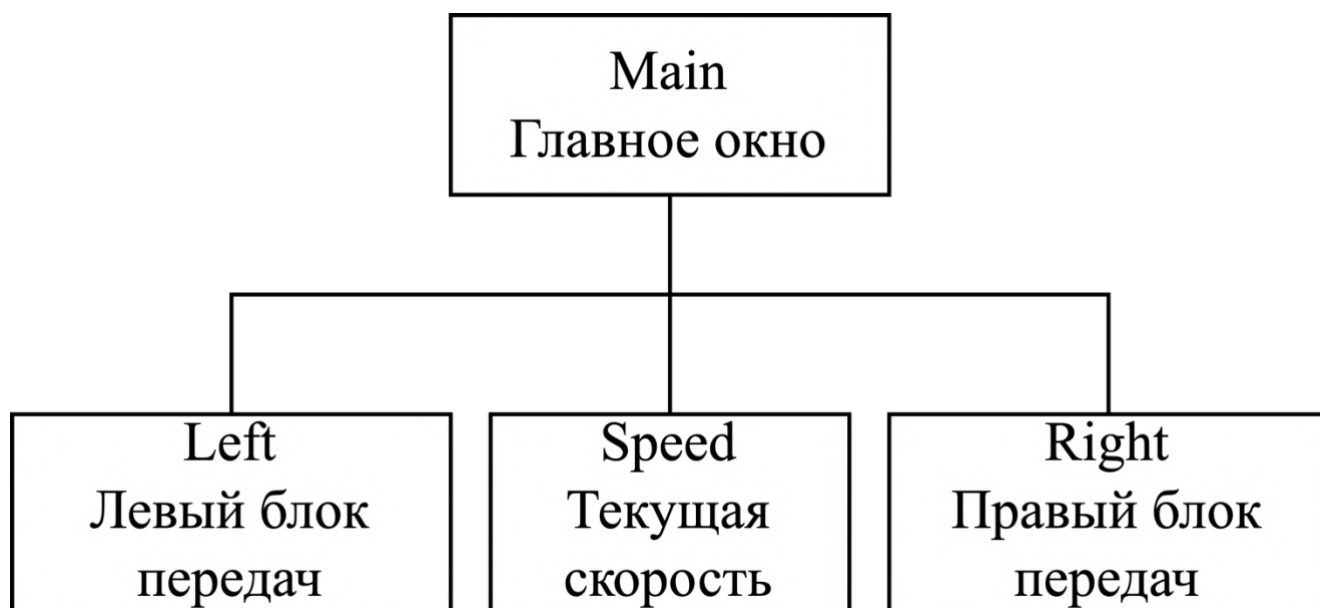 Main
Главное окно
Left
Левый блок
передач
Speed
Текущая
скорость
Right
Правый блок
передач